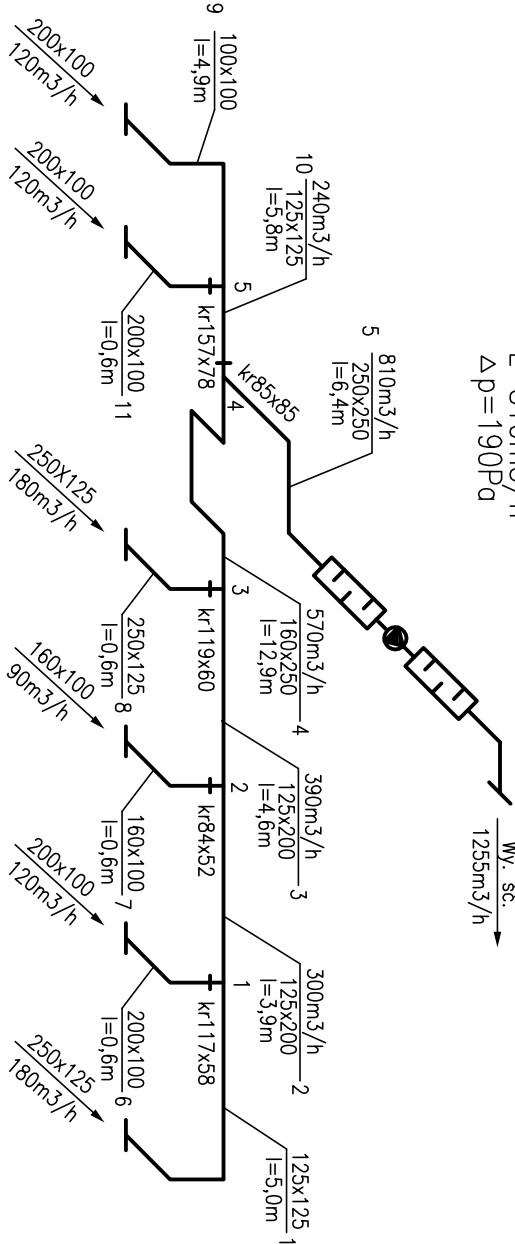 Δp=190Pa
Wy. sc.
1255m3/h
810m3/h
5
250x250
l=6,4m
kr85x85
240m3/h
10
125x125
l=5,8m
9
100x100
l=4,9m
200x100
120m3/h
200x100
120m3/h
5
kr157x78
4
200x100
11
l=0,6m
570m3/h
160x250
4
l=12,9m
250X125
180m3/h
3
kr119x60
250x125
8
l=0,6m
390m3/h
125x200
3
l=4,6m
160x100
90m3/h
2
kr84x52
160x100
7
l=0,6m
300m3/h
125x200
2
l=3,9m
200x100
120m3/h
1
kr117x58
200x100
6
l=0,6m
125x125
1
l=5,0m
250x125
180m3/h